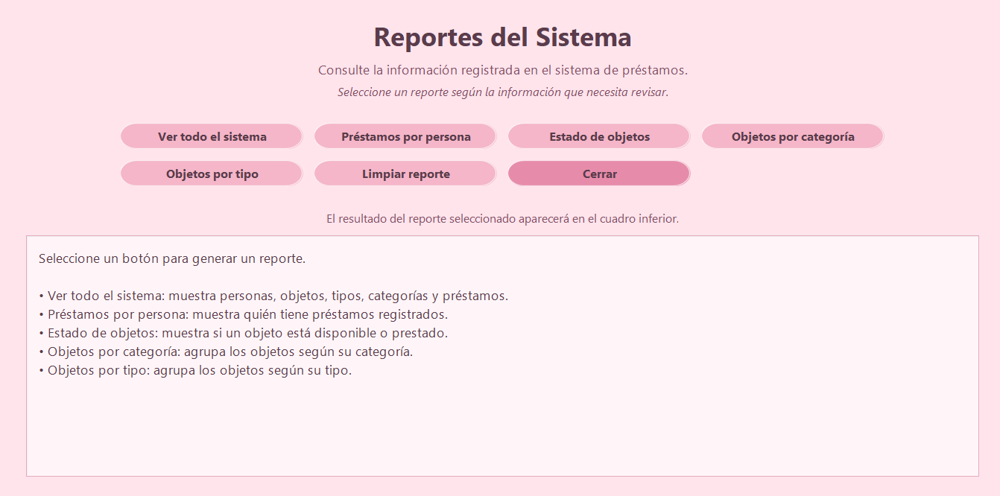 Reportes del Sistema
Consulte la información registrada en el sistema de préstamos.
Seleccione un reporte según la información que necesita revisar.
Ver todo el sistema
Préstamos por persona
Estado de objetos
Objetos por categoría
Objetos por tipo
Limpiar reporte
Cerrar
El resultado del reporte seleccionado aparecerá en el cuadro inferior.
Seleccione un botón para generar un reporte.
• Ver todo el sistema: muestra personas, objetos, tipos, categorías y préstamos.
• Préstamos por persona: muestra quién tiene préstamos registrados.
• Estado de objetos: muestra si un objeto está disponible o prestado.
• Objetos por categoría: agrupa los objetos según su categoría.
• Objetos por tipo: agrupa los objetos según su tipo.